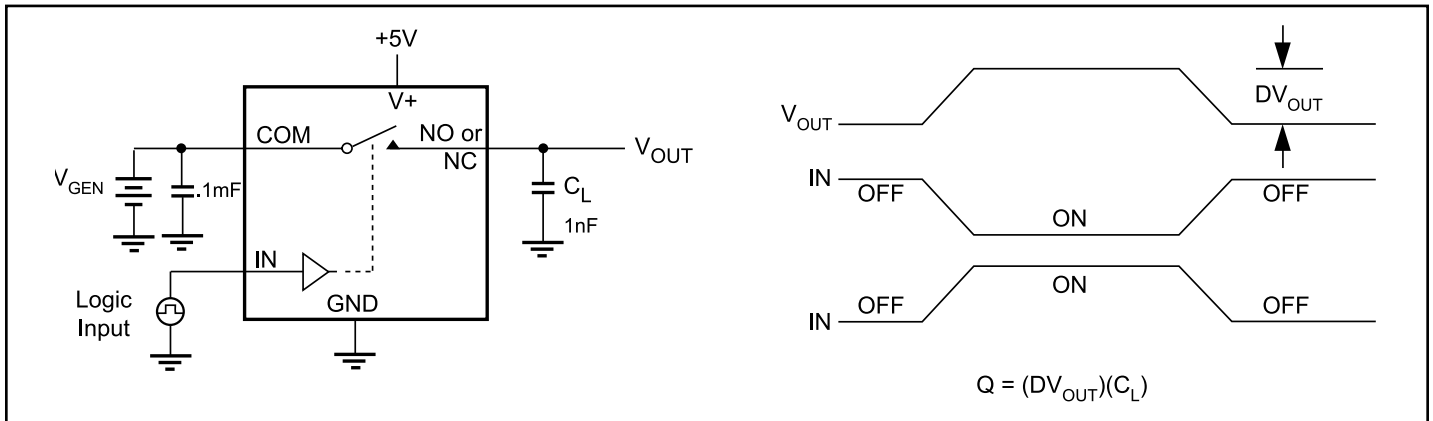 +5V
V+
COM
NO or
NC
VOUT
VGEN
.1mF
CL
1nF
IN
Logic
Input
GND
DVOUT
VOUT
IN
OFF
ON
OFF
IN
OFF
ON
OFF
Q = (DVOUT)(CL)